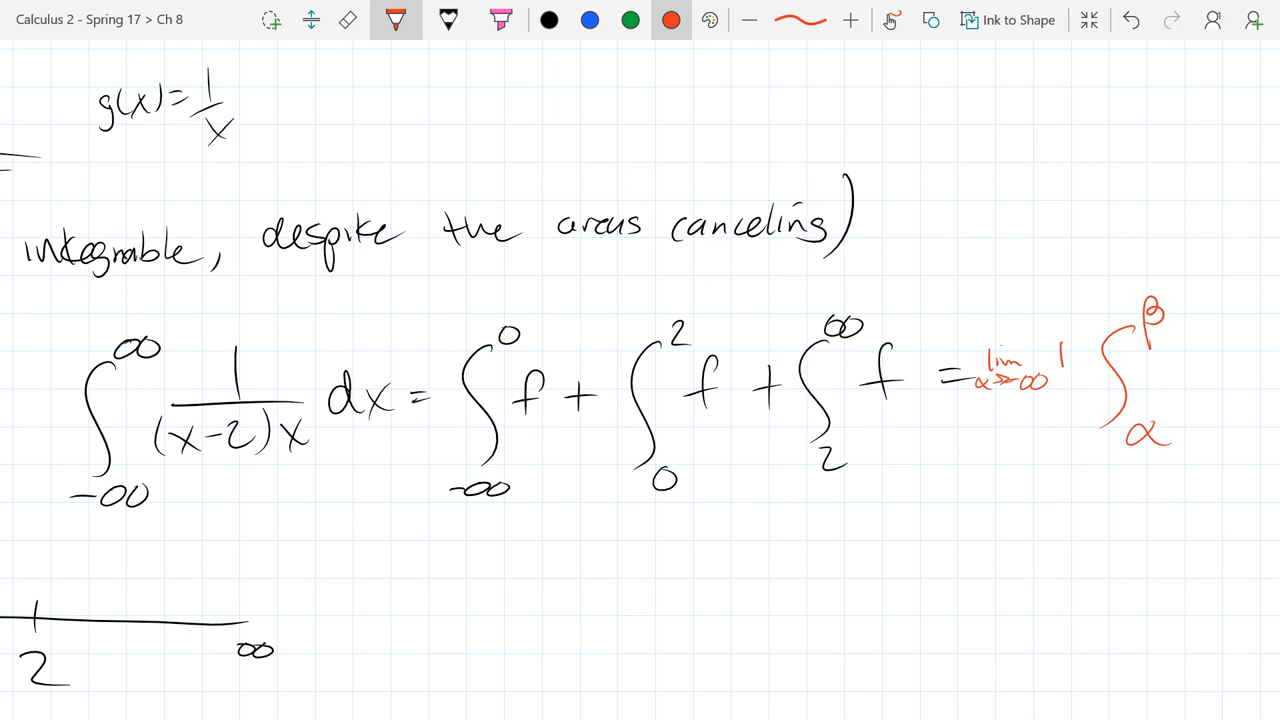 Calculus 2 - Spring 17 > Ch 8
Ink to Shape
g(x) = 1/x
integrable, despite the areas canceling)
∫_{-∞}^{∞} 1/((x-2)x) dx = ∫_{-∞}^{0} f + ∫_{0}^{2} f + ∫_{2}^{∞} f = lim_{α→-∞} ∫_{α}^{β}
2 ∞